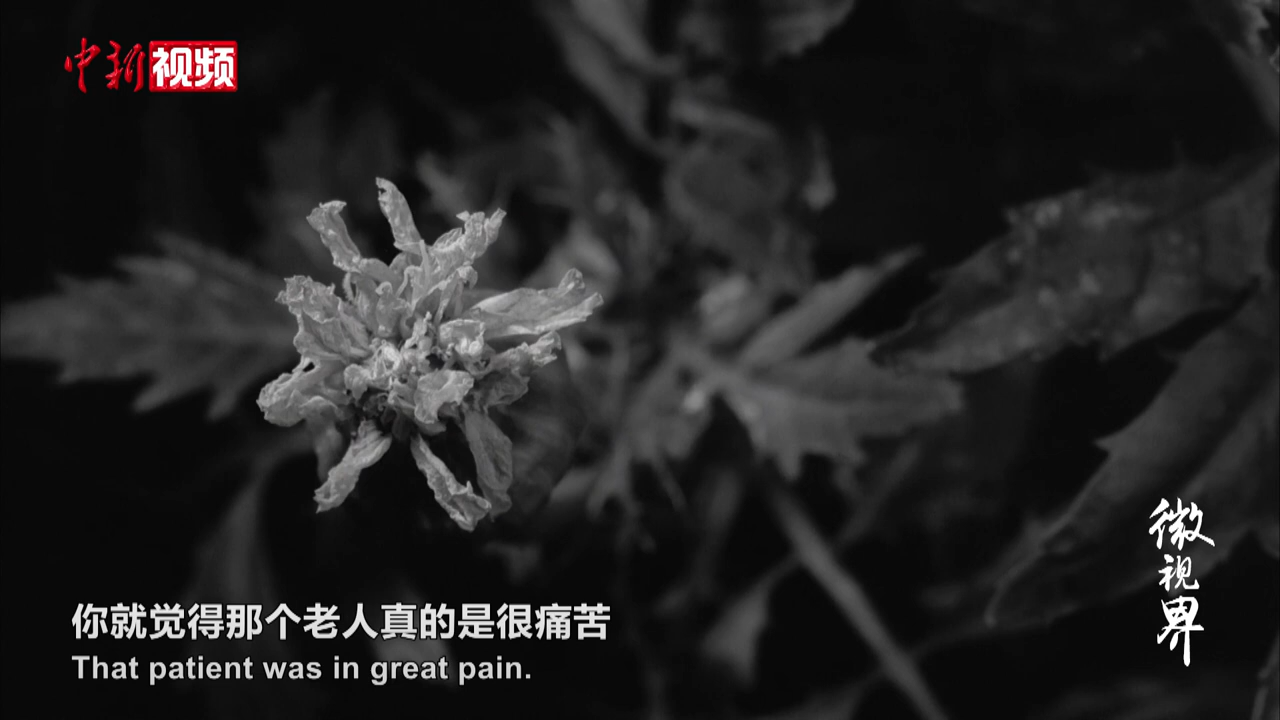 中新视频
微视界
你就觉得那个老人真的是很痛苦
That patient was in great pain.